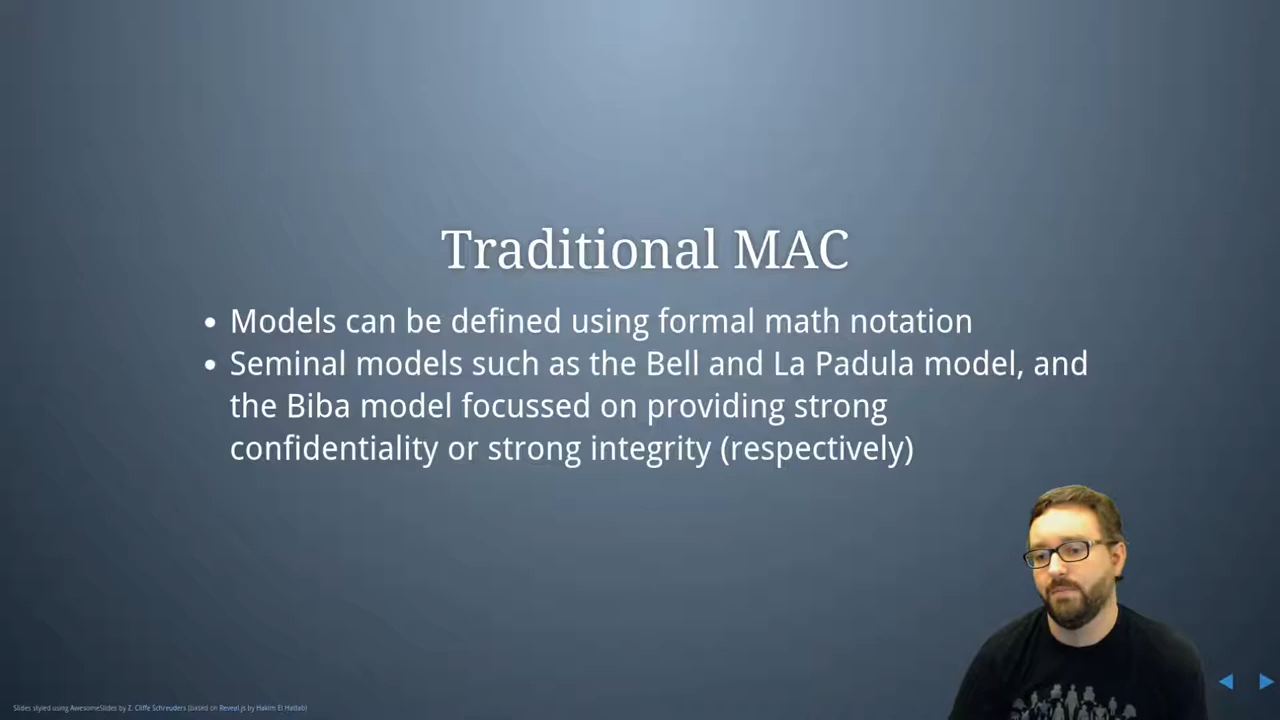 Traditional MAC
• Models can be defined using formal math notation
• Seminal models such as the Bell and La Padula model, and
the Biba model focussed on providing strong
confidentiality or strong integrity (respectively)
Slides styled using AwesomeSlides by Z. Cliffe Schreuders (based on Reveal.js by Hakim El Hattab)